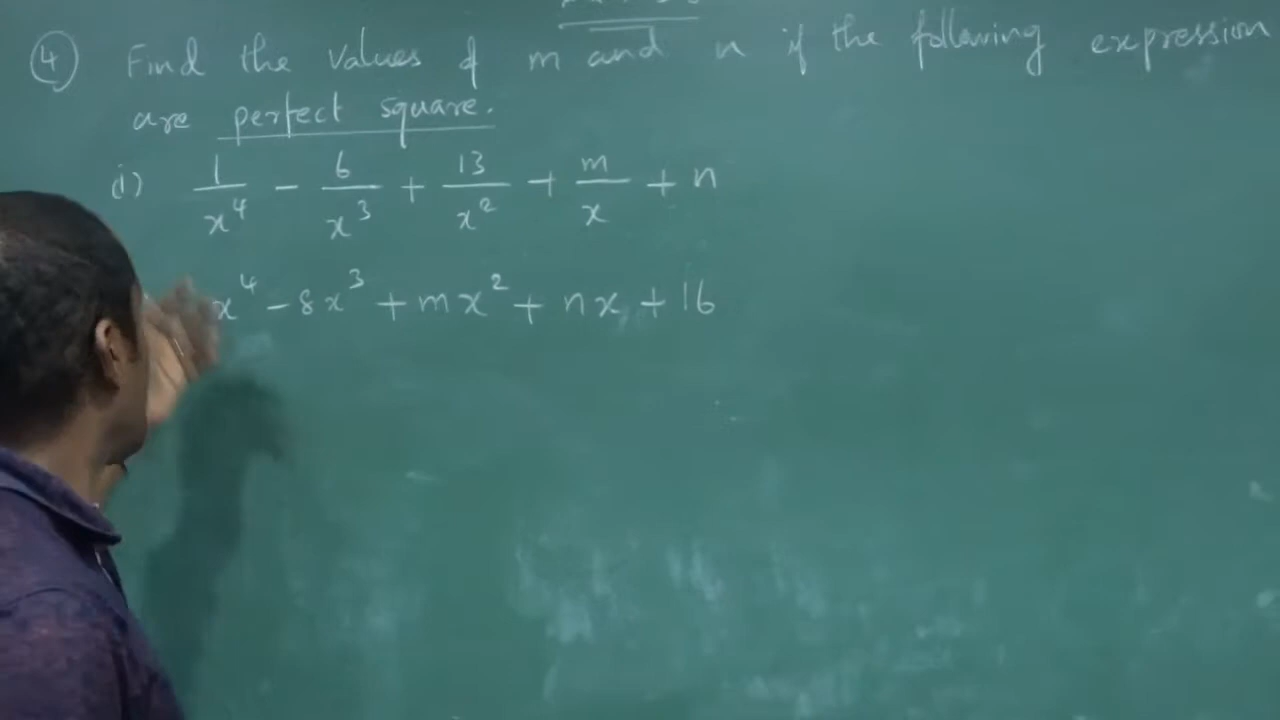 ④ Find the values of m and n if the following expression
are perfect square.
(i) 1/x⁴ - 6/x³ + 13/x² + m/x + n
x⁴ - 8x³ + mx² + nx + 16